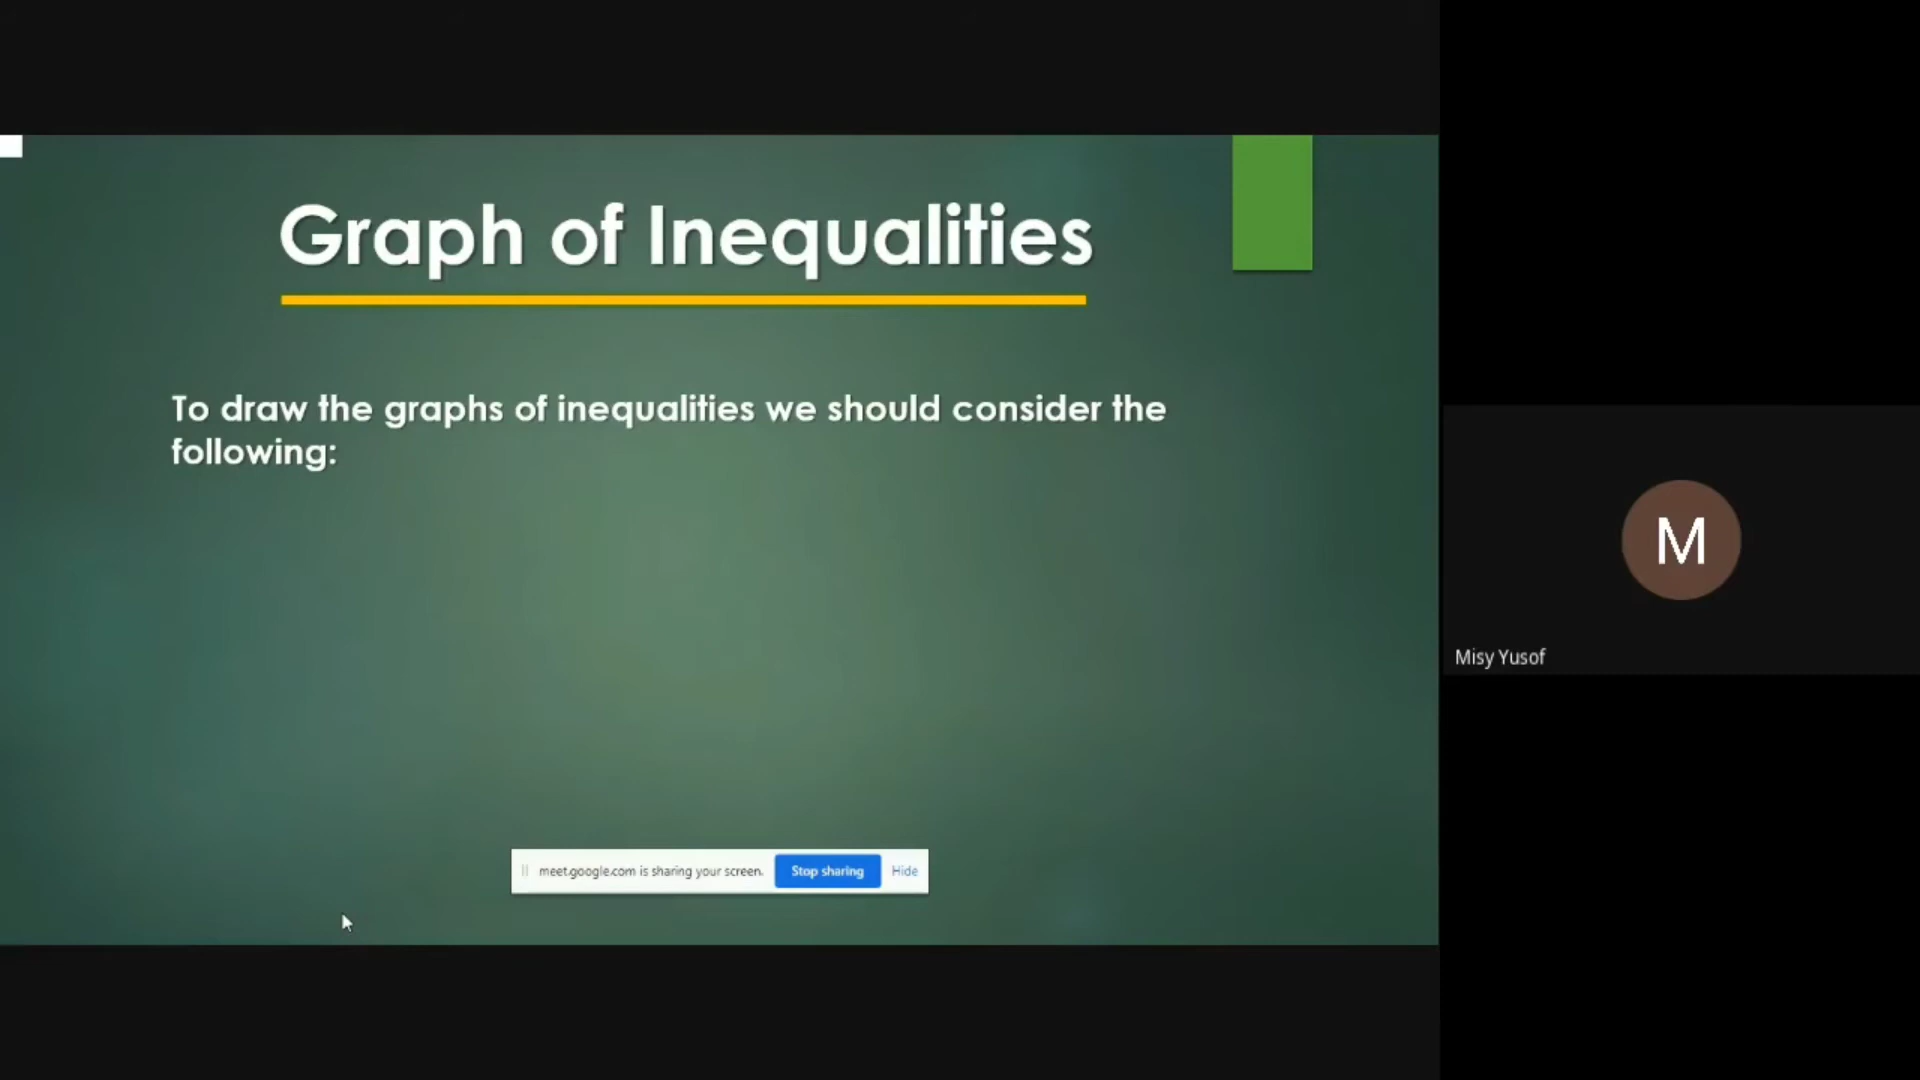 Graph of Inequalities
To draw the graphs of inequalities we should consider the
following:
meet.google.com is sharing your screen. Stop sharing Hide
M
Misy Yusof